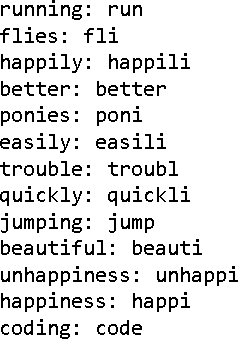 running: run
flies: fli
happily: happili
better: better
ponies: poni
easily: easili
trouble: troubl
quickly: quickli
jumping: jump
beautiful: beauti
unhappiness: unhappi
happiness: happi
coding: code